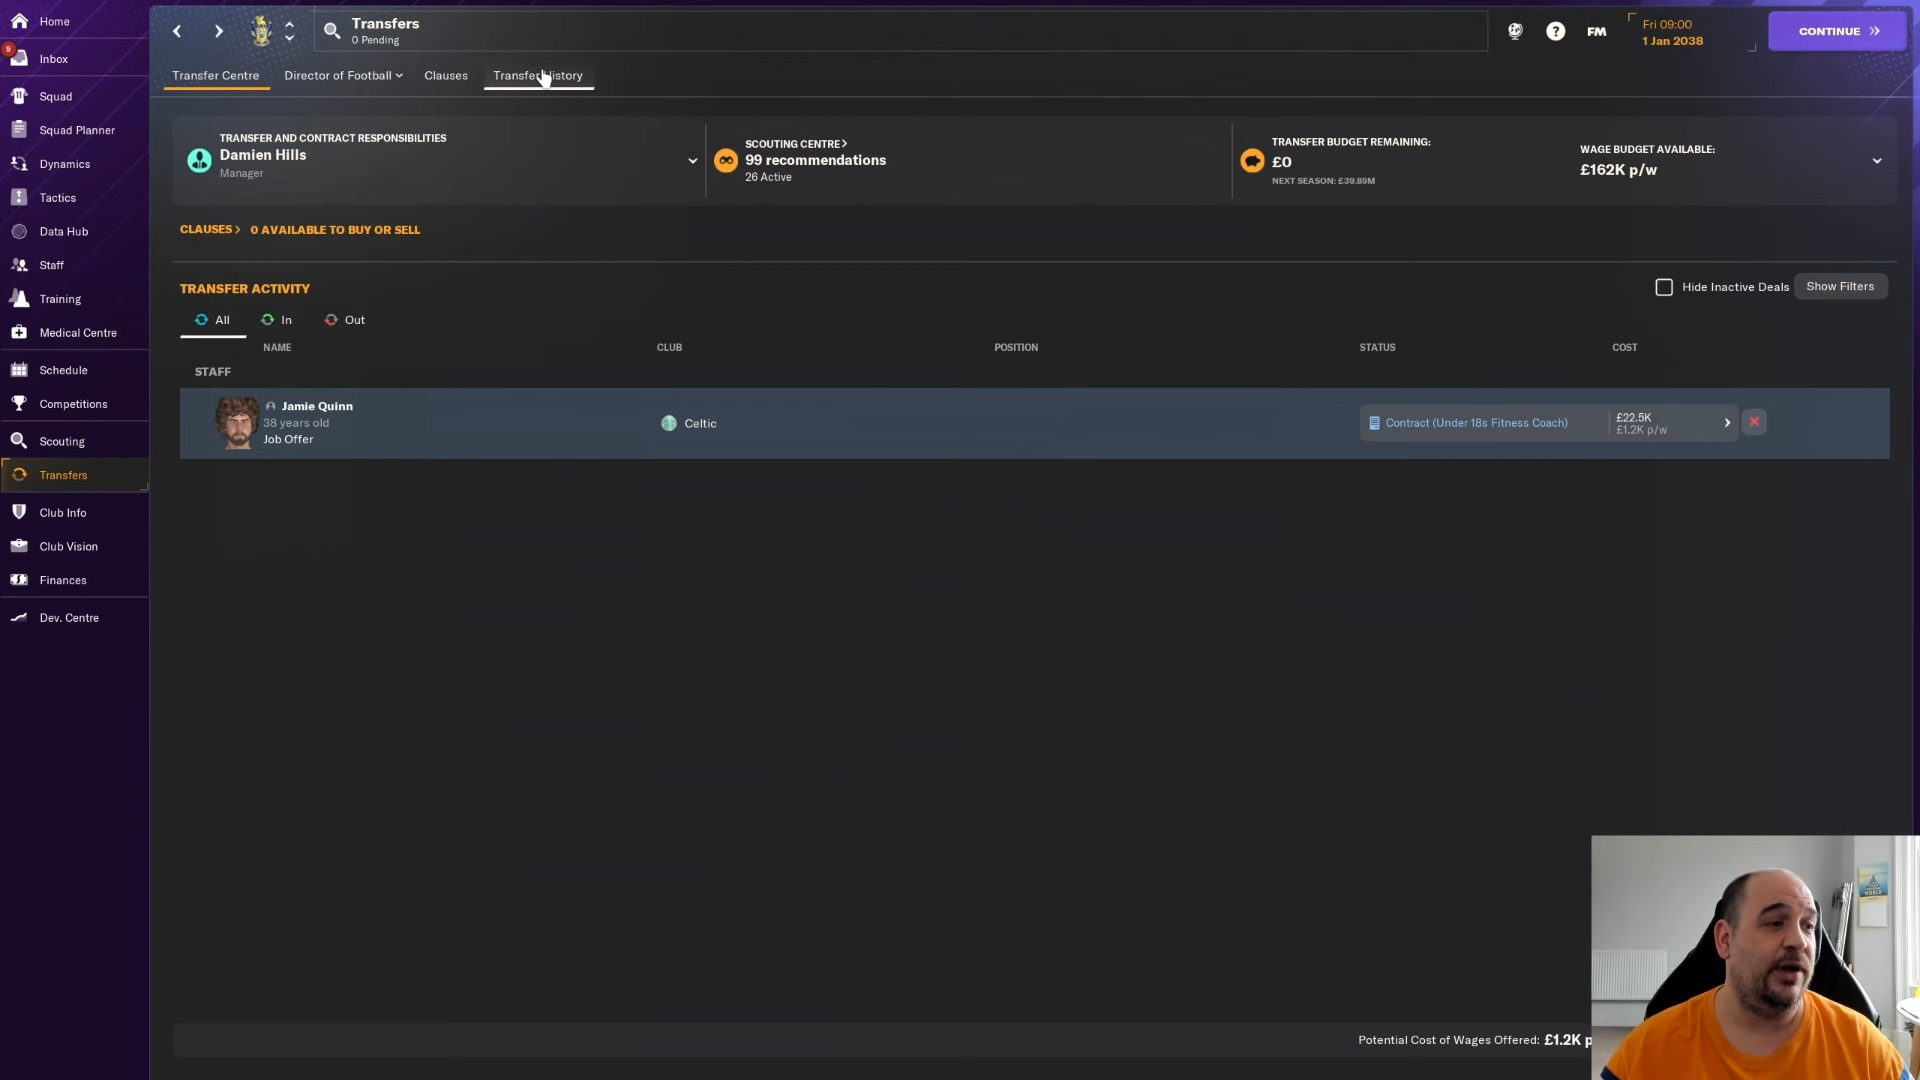 Home
9
Inbox
Squad
Squad Planner
Dynamics
Tactics
Data Hub
Staff
Training
Medical Centre
Schedule
Competitions
Scouting
Transfers
Club Info
Club Vision
Finances
Dev. Centre
Transfers
0 Pending
FM
Fri 09:00
1 Jan 2038
CONTINUE
Transfer Centre
Director of Football
Clauses
Transfer History
TRANSFER AND CONTRACT RESPONSIBILITIES
Damien Hills
Manager
SCOUTING CENTRE
99 recommendations
26 Active
TRANSFER BUDGET REMAINING:
£0
NEXT SEASON: £39.89M
WAGE BUDGET AVAILABLE:
£162K p/w
CLAUSES 0 AVAILABLE TO BUY OR SELL
TRANSFER ACTIVITY
Hide Inactive Deals
Show Filters
All In Out
NAME CLUB POSITION STATUS COST
STAFF
Jamie Quinn
38 years old
Job Offer
Celtic
Contract (Under 18s Fitness Coach)
£22.5K
£1.2K p/w
Potential Cost of Wages Offered: £1.2K p